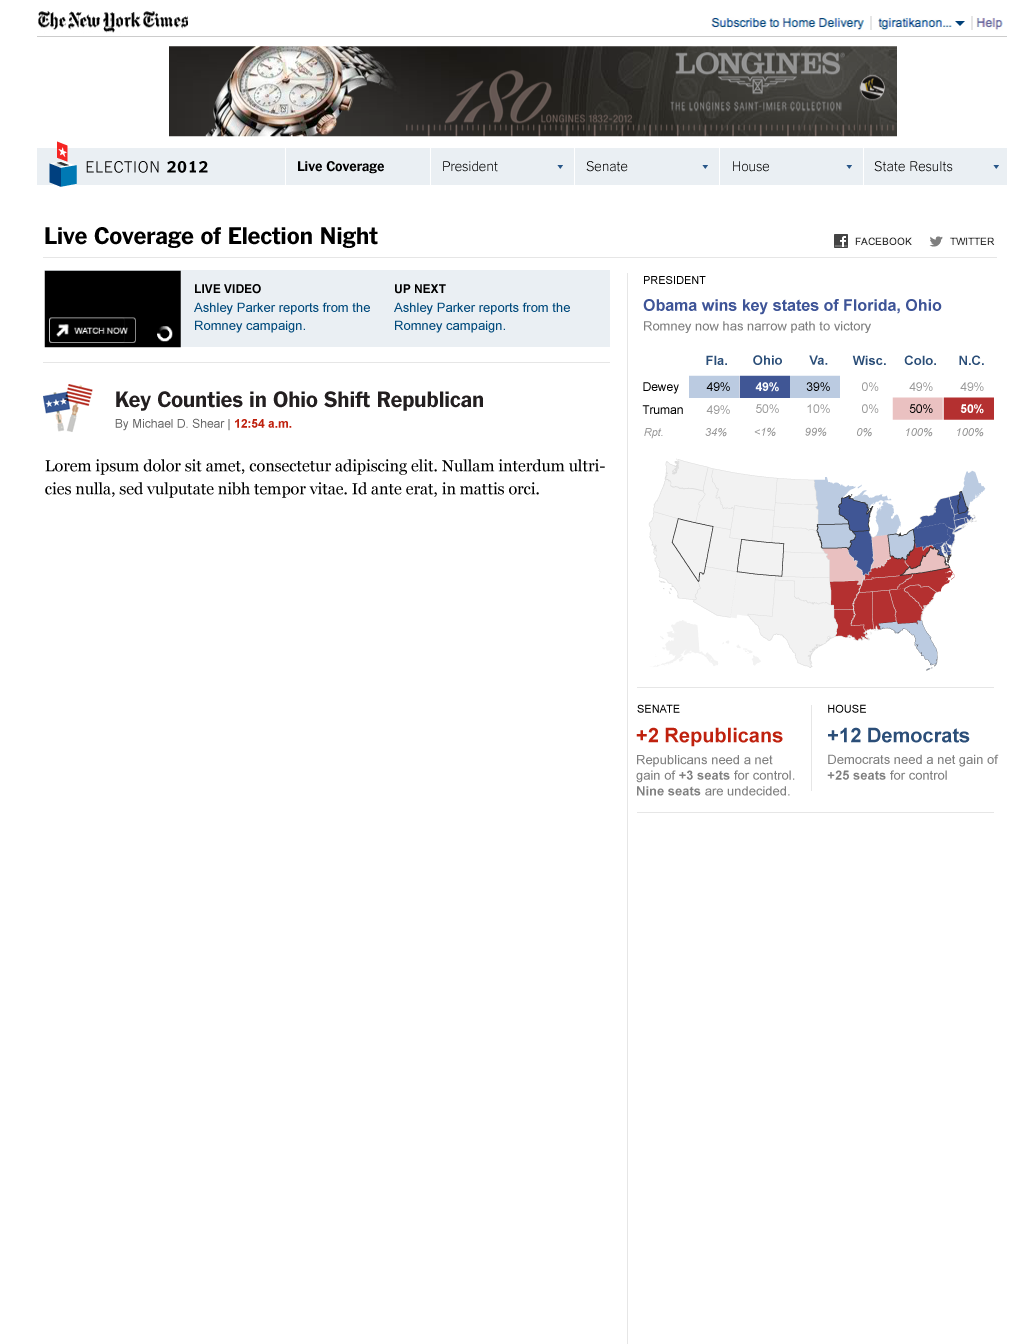 The New York Times
Subscribe to Home Delivery
tgiratikanon...
Help
180
LONGINES 1832-2012
LONGINES
THE LONGINES SAINT-IMIER COLLECTION
ELECTION 2012
Live Coverage
President
Senate
House
State Results
Live Coverage of Election Night
FACEBOOK
TWITTER
WATCH NOW
LIVE VIDEO
Ashley Parker reports from the
Romney campaign.
UP NEXT
Ashley Parker reports from the
Romney campaign.
Key Counties in Ohio Shift Republican
By Michael D. Shear | 12:54 a.m.
Lorem ipsum dolor sit amet, consectetur adipiscing elit. Nullam interdum ultri-
cies nulla, sed vulputate nibh tempor vitae. Id ante erat, in mattis orci.
PRESIDENT
Obama wins key states of Florida, Ohio
Romney now has narrow path to victory
Fla. Ohio Va. Wisc. Colo. N.C.
Dewey 49% 49% 39% 0% 49% 49%
Truman 49% 50% 10% 0% 50% 50%
Rpt. 34% <1% 99% 0% 100% 100%
SENATE
+2 Republicans
Republicans need a net
gain of +3 seats for control.
Nine seats are undecided.
HOUSE
+12 Democrats
Democrats need a net gain of
+25 seats for control